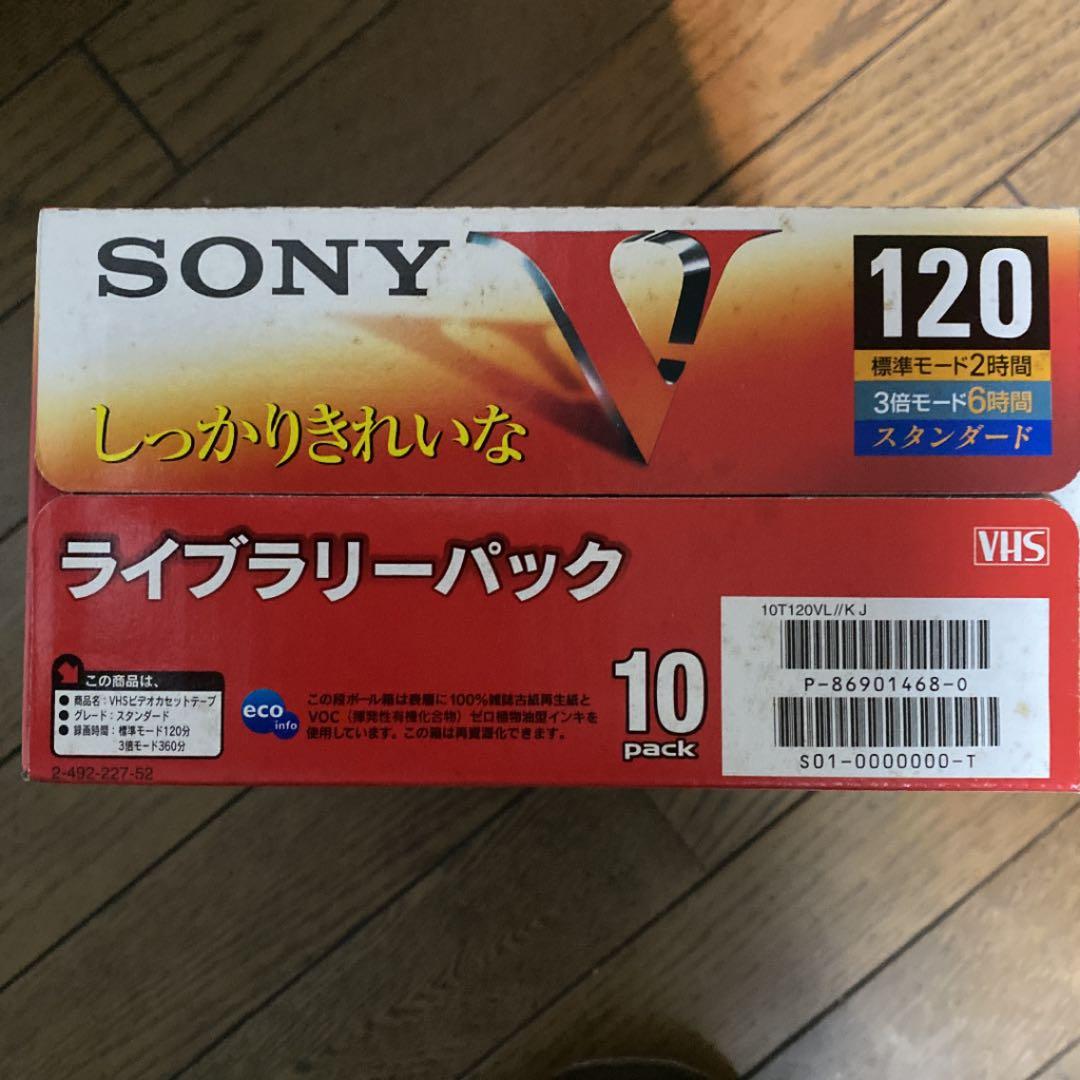 SONY V!
しっかりきれいな
120
標準モード2時間
3倍モード6時間
スタンダード
ライブラリーパック
VHS
この商品は、
● 商品名：VHSビデオカセットテープ
● グレード：スタンダード
● 録画時間：標準モード120分
3倍モード360分
2-492-227-52
eco
info
この段ボール箱は表層に100%雑誌古紙再生紙と
VOC（揮発性有機化合物）ゼロ植物油型インキを
使用しています。この箱は再資源化できます。
10
pack
10T120VL//K J
P-86901468-0
S01-0000000-T